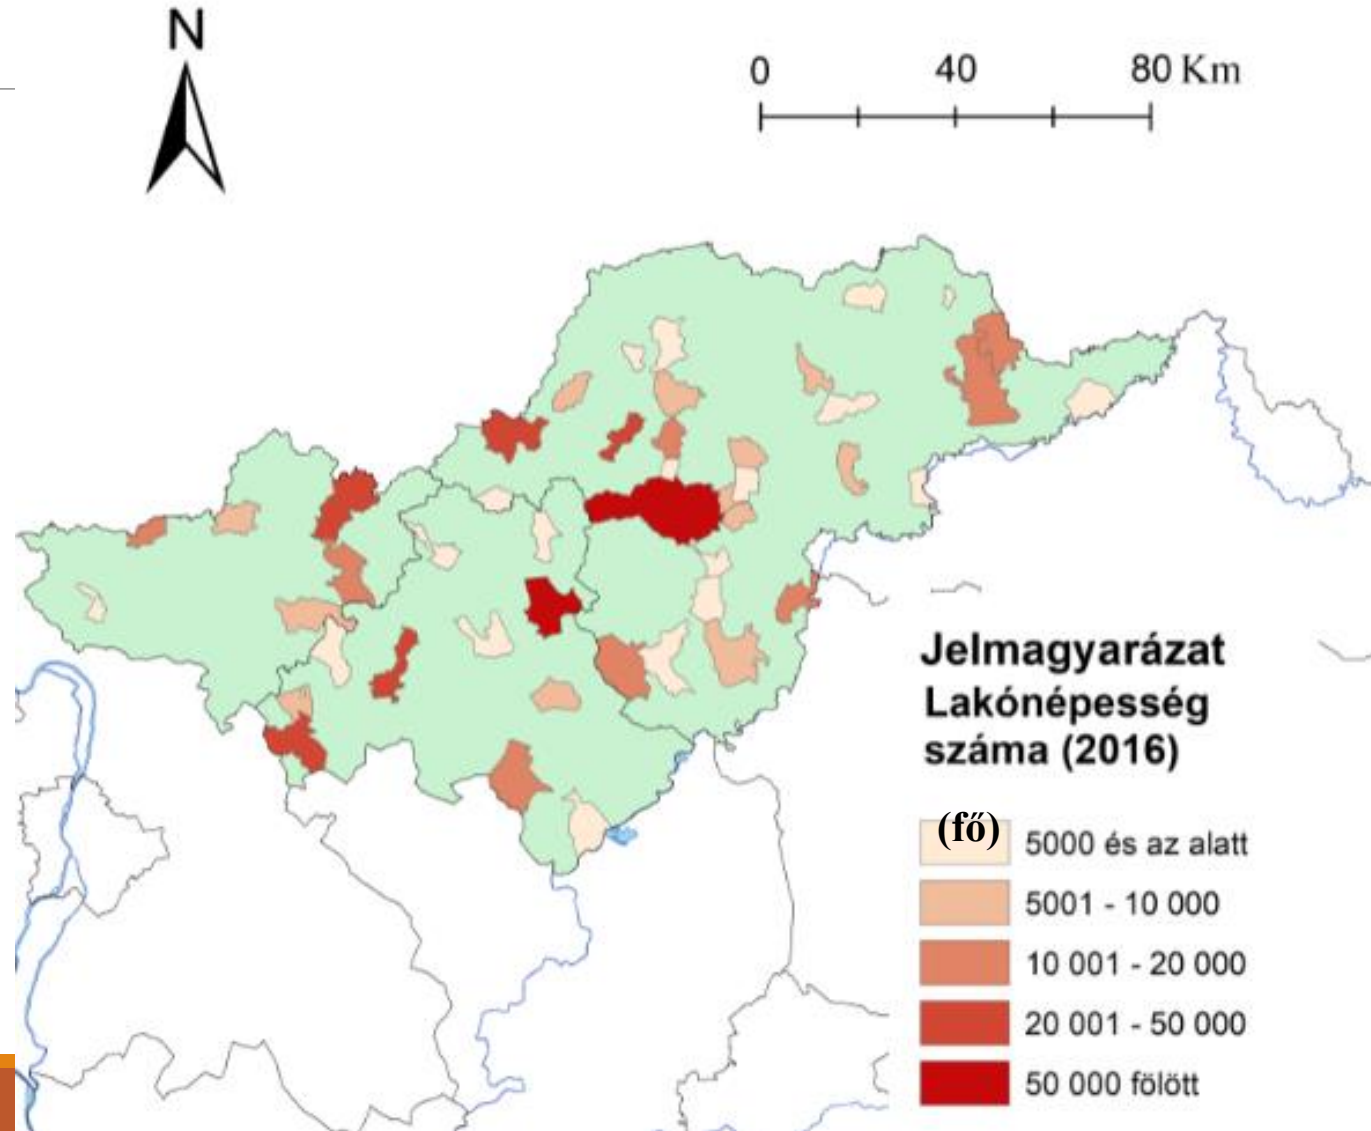 N
0 40 80 Km
Jelmagyarázat
Lakónépesség
száma (2016)
(fő)
5000 és az alatt
5001 - 10 000
10 001 - 20 000
20 001 - 50 000
50 000 fölött